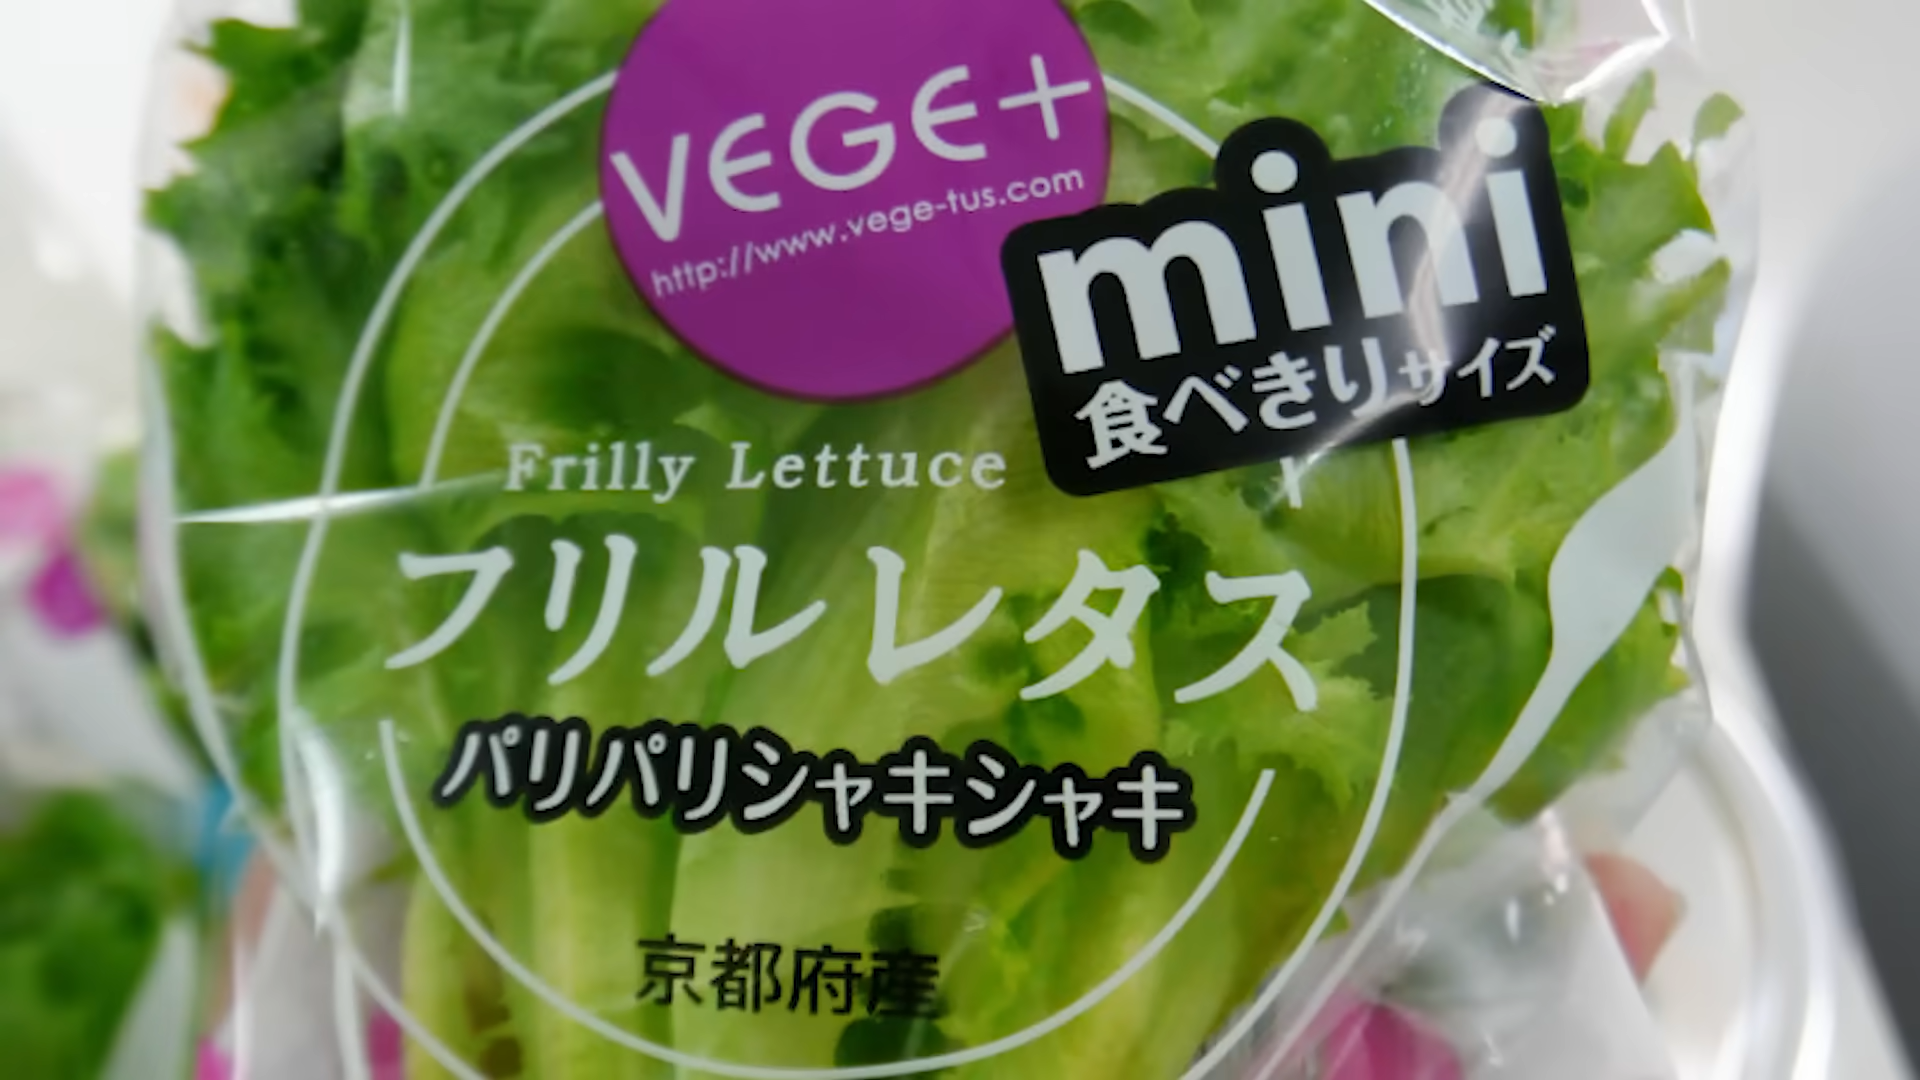 VEGE+
http://www.vege-tus.com
mini
食べきりサイズ
Frilly Lettuce
フリルレタス
パリパリシャキシャキ
京都府産